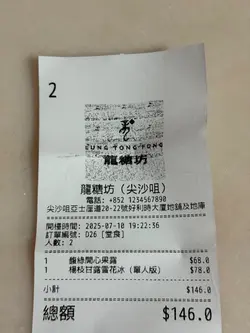 2
LUNG TONG FONG
龍糖坊
龍糖坊 (尖沙咀)
電話: +852 1234567890
尖沙咀亞士厘道20-22號好利時大廈地鋪及地庫
開檯時間: 2025-07-10 19:22:36
訂單編號: D26 [堂食]
人數: 2
1 馥綠開心果露 $68.0
1 楊枝甘露雪花冰 (單人版) $78.0
小計 $146.0
總額 $146.0